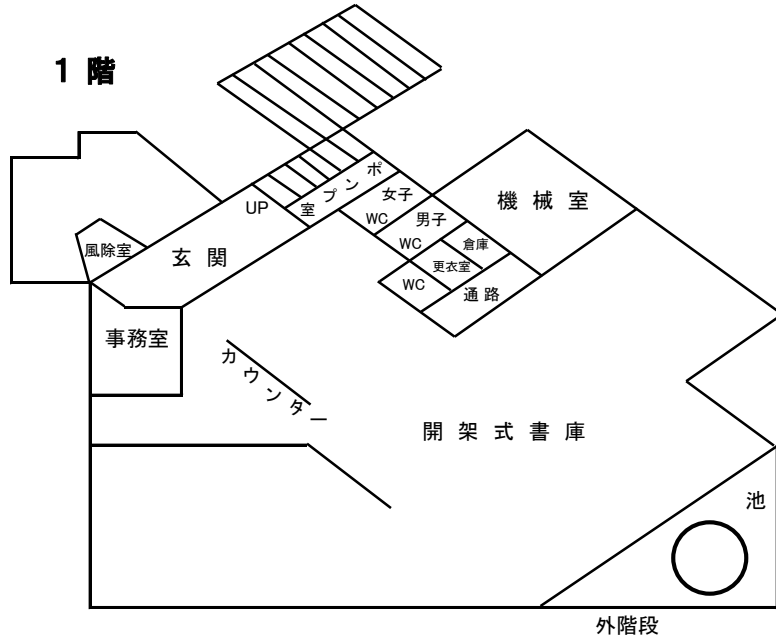 1 階
UP
ポンプ室
女子
WC
機 械 室
男子
WC
倉庫
風除室
玄 関
更衣室
WC
通 路
事務室
カウンター
開 架 式 書 庫
池
外階段